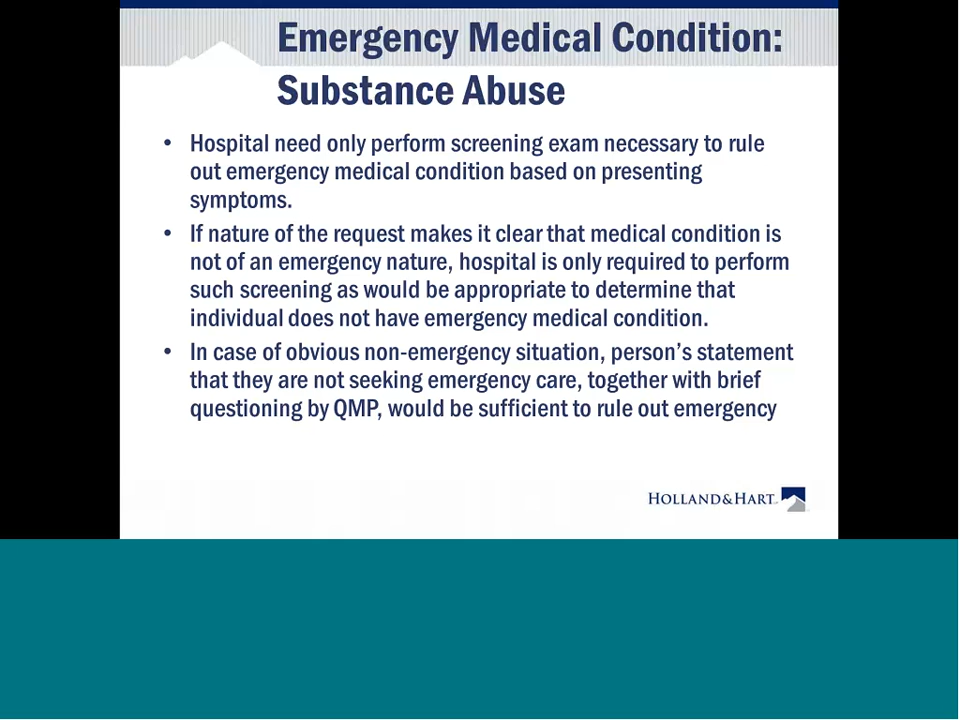 Emergency Medical Condition:
Substance Abuse
• Hospital need only perform screening exam necessary to rule
out emergency medical condition based on presenting
symptoms.
• If nature of the request makes it clear that medical condition is
not of an emergency nature, hospital is only required to perform
such screening as would be appropriate to determine that
individual does not have emergency medical condition.
• In case of obvious non-emergency situation, person's statement
that they are not seeking emergency care, together with brief
questioning by QMP, would be sufficient to rule out emergency
HOLLAND&HART